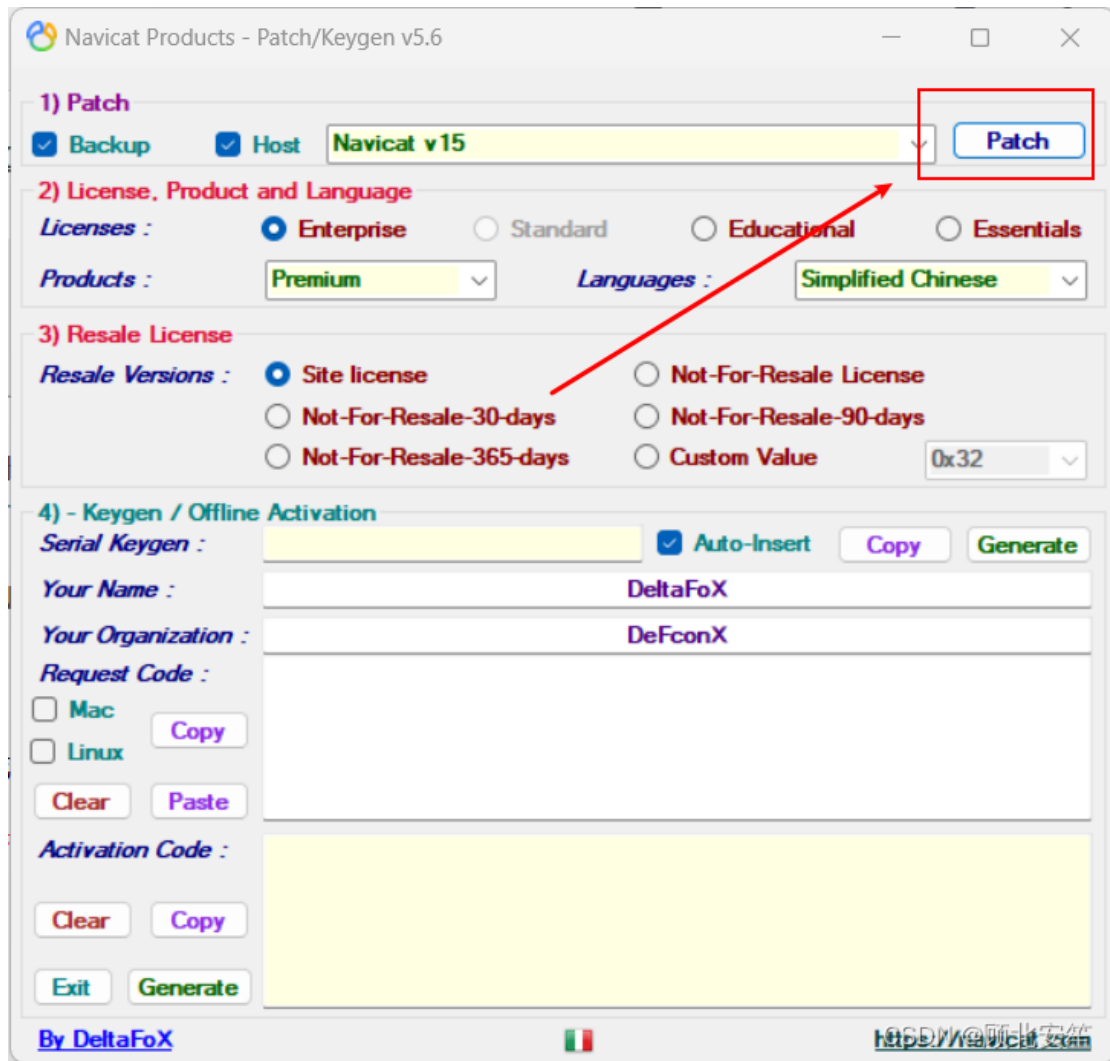 Navicat Products - Patch/Keygen v5.6
1) Patch
Backup Host Navicat v15 Patch
2) License, Product and Language
Licenses : Enterprise Standard Educational Essentials
Products : Premium Languages : Simplified Chinese
3) Resale License
Resale Versions : Site license Not-For-Resale License
Not-For-Resale-30-days Not-For-Resale-90-days
Not-For-Resale-365-days Custom Value 0x32
4) - Keygen / Offline Activation
Serial Keygen : Auto-Insert Copy Generate
Your Name : DeltaFoX
Your Organization : DeFconX
Request Code :
Mac
Copy
Linux
Clear Paste
Activation Code :
Clear Copy
Exit Generate
By DeltaFoX https://navicat.com
CSDN